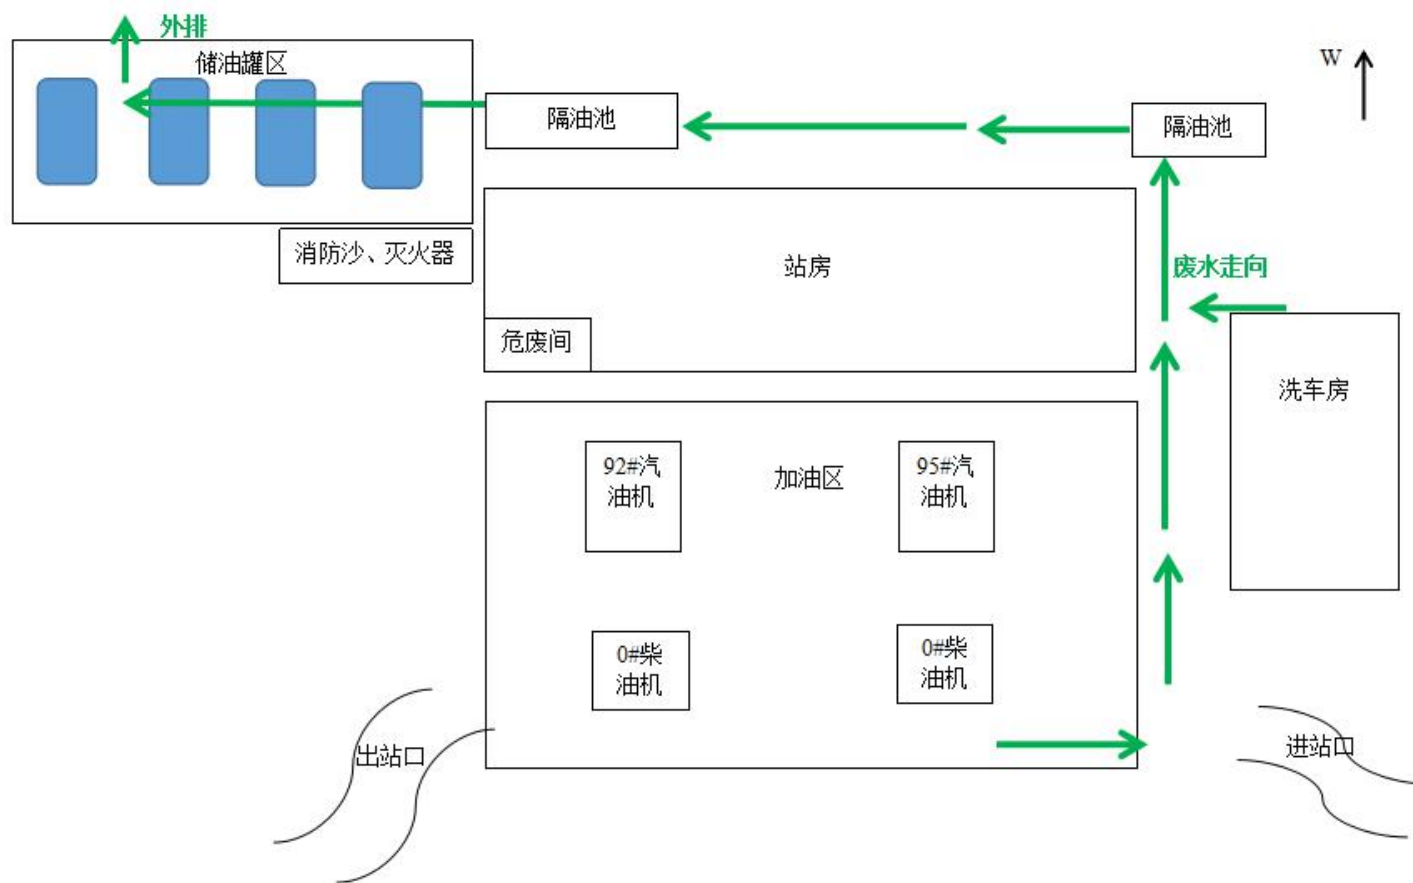 外排
储油罐区
W
隔油池
隔油池
消防沙、灭火器
站房
废水走向
危废间
洗车房
92#汽
油机
加油区
95#汽
油机
0#柴
油机
0#柴
油机
出站口
进站口